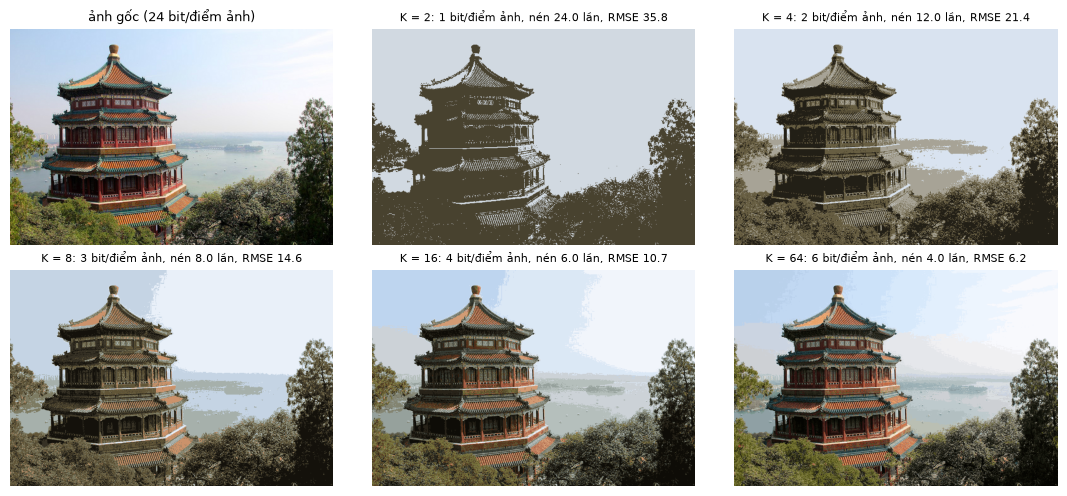 ảnh gốc (24 bit/điểm ảnh)
K = 2: 1 bit/điểm ảnh, nén 24.0 lần, RMSE 35.8
K = 4: 2 bit/điểm ảnh, nén 12.0 lần, RMSE 21.4
K = 8: 3 bit/điểm ảnh, nén 8.0 lần, RMSE 14.6
K = 16: 4 bit/điểm ảnh, nén 6.0 lần, RMSE 10.7
K = 64: 6 bit/điểm ảnh, nén 4.0 lần, RMSE 6.2